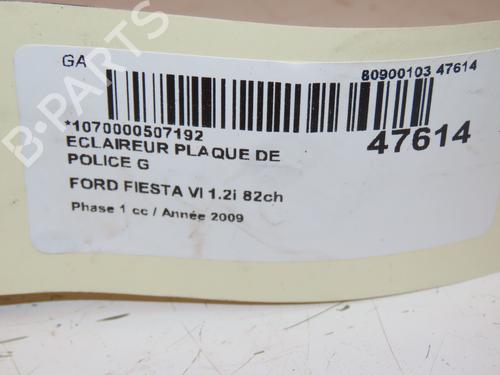 GA
80900103 47614
*1070000507192
47614
ECLAIREUR PLAQUE DE
POLICE G
FORD FIESTA VI 1.2i 82ch
Phase 1 cc / Année 2009
B-PARTS